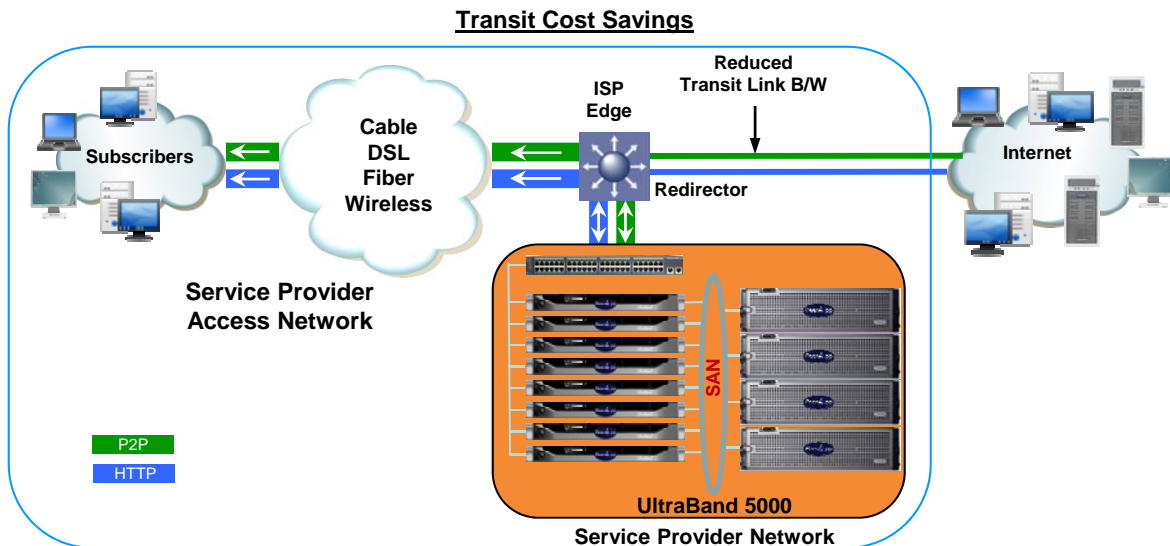 Transit Cost Savings
Reduced
Transit Link B/W
ISP
Edge
Cable
DSL
Fiber
Wireless
Subscribers
Internet
Redirector
Service Provider
Access Network
SAN
P2P
HTTP
UltraBand 5000
Service Provider Network